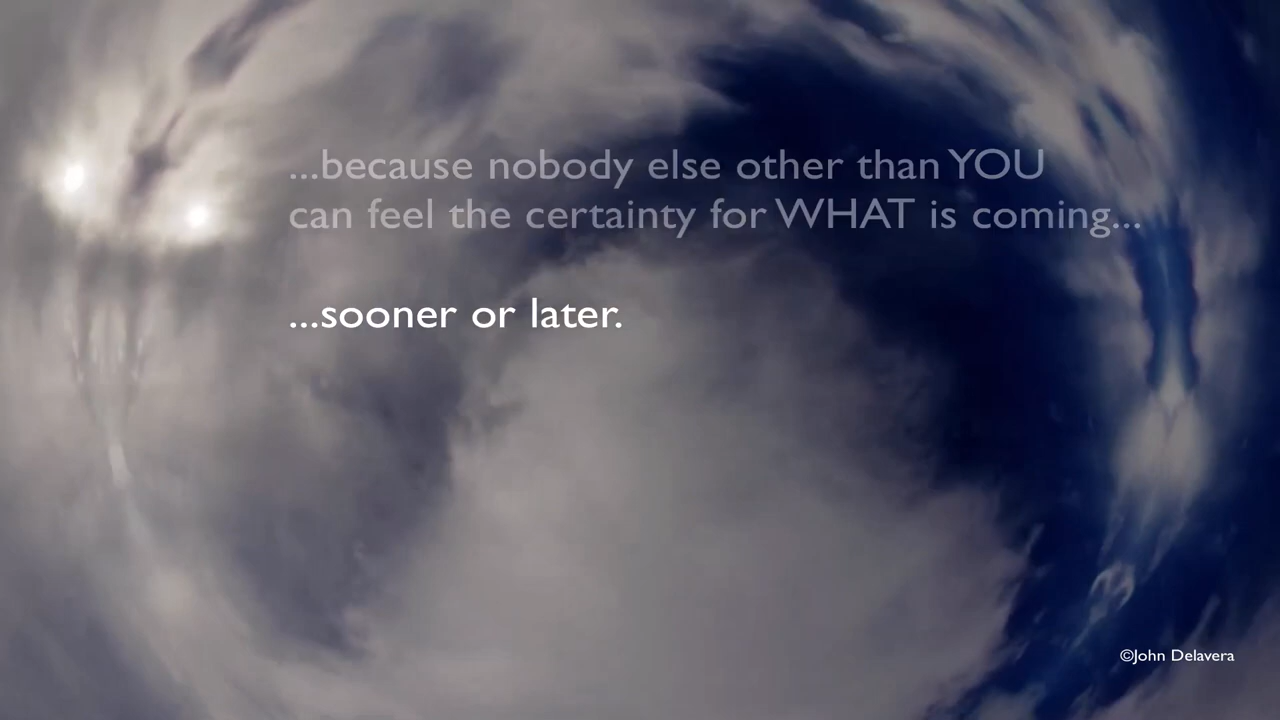 ...because nobody else other than YOU
can feel the certainty for WHAT is coming...
...sooner or later.
©John Delavera